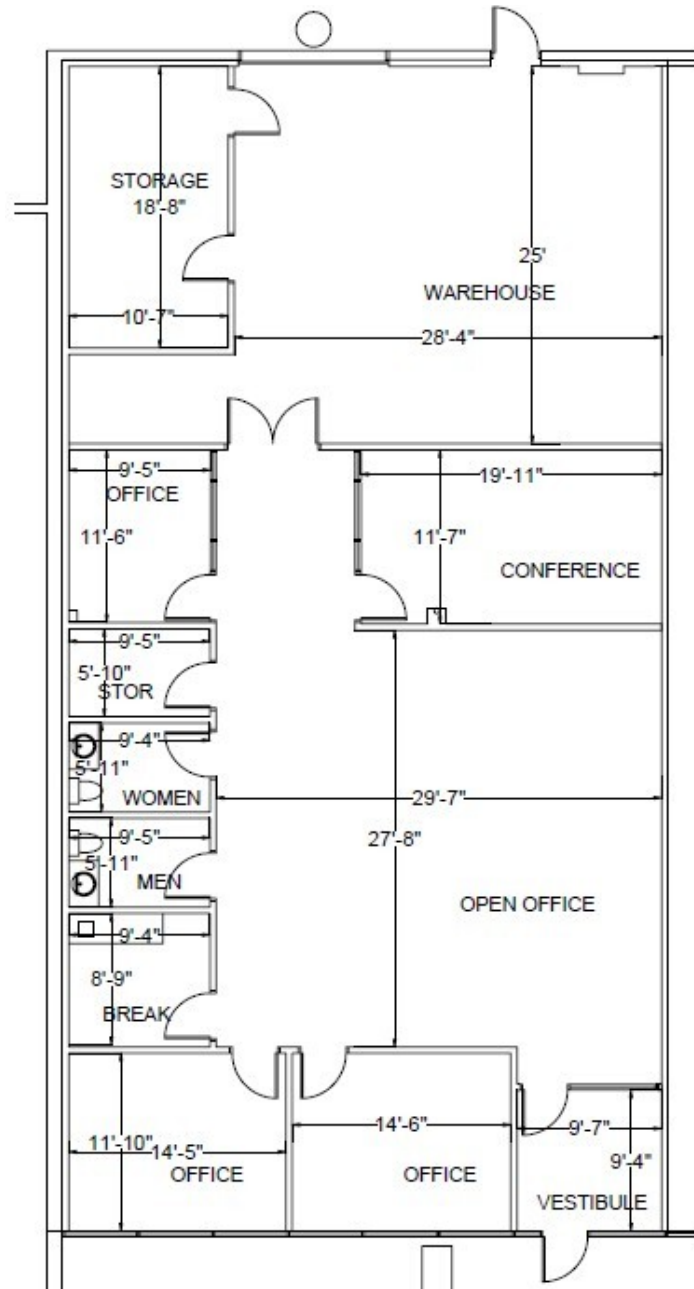 STORAGE
18'-8"
10'-7"
25'
WAREHOUSE
28'-4"
9'-5"
OFFICE
11'-6"
19'-11"
11'-7"
CONFERENCE
9'-5"
5'-10"
STOR
9'-4"
5'-11"
WOMEN
9'-5"
5'-11"
MEN
9'-4"
8'-9"
BREAK
29'-7"
27'-8"
OPEN OFFICE
11'-10"
14'-5"
OFFICE
14'-6"
OFFICE
9'-7"
9'-4"
VESTIBULE